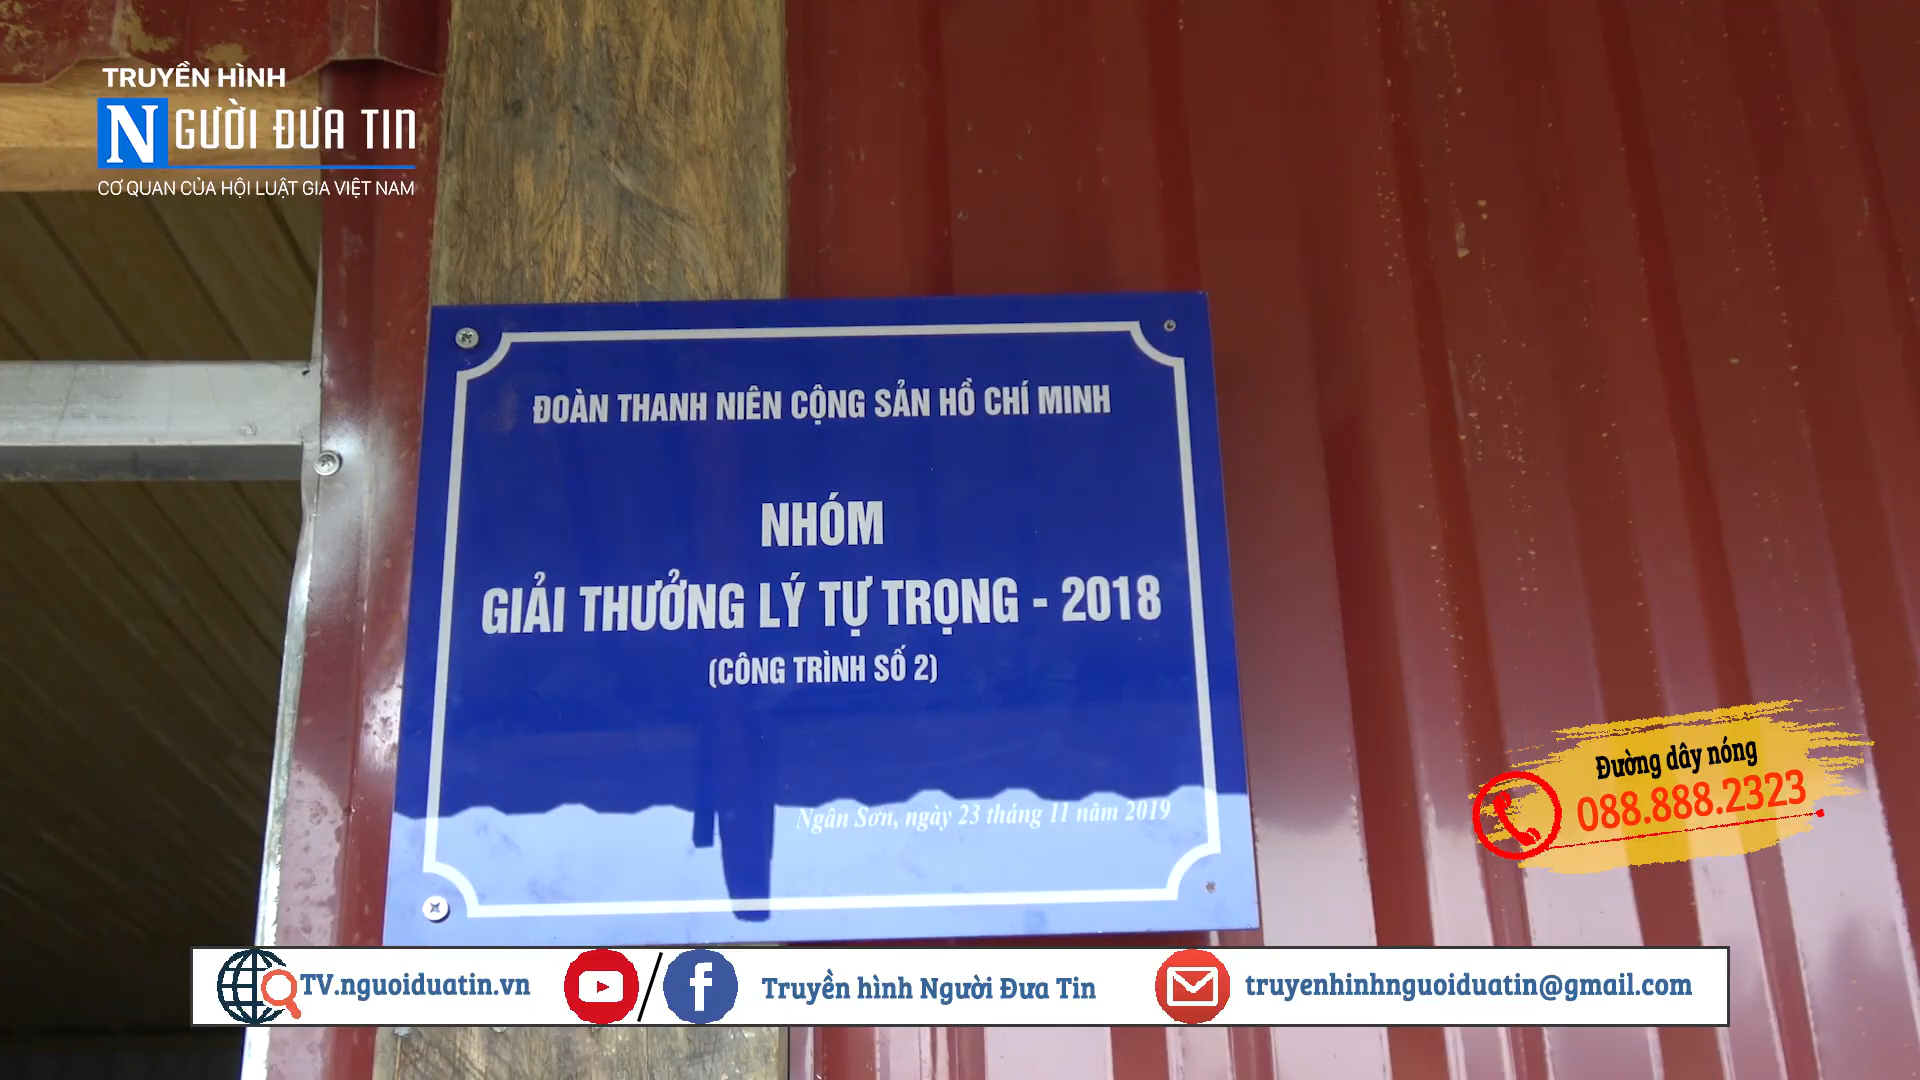 TRUYỀN HÌNH
NGƯỜI ĐƯA TIN
CƠ QUAN CỦA HỘI LUẬT GIA VIỆT NAM
ĐOÀN THANH NIÊN CỘNG SẢN HỒ CHÍ MINH
NHÓM
GIẢI THƯỞNG LÝ TỰ TRỌNG - 2018
(CÔNG TRÌNH SỐ 2)
Ngân Sơn, ngày 23 tháng 11 năm 2019
Đường dây nóng
088.888.2323
TV.nguoiduatin.vn
Truyền hình Người Đưa Tin
truyenhinhnguoiduatin@gmail.com